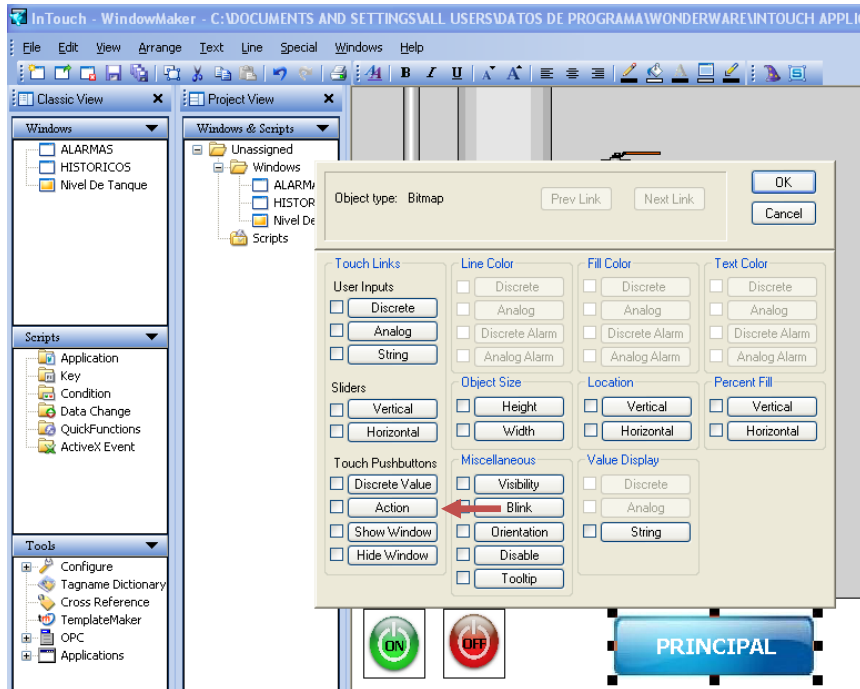 InTouch - WindowMaker - C:\DOCUMENTS AND SETTINGS\ALL USERS\DATOS DE PROGRAMA\WONDERWARE\INTOUCH APPLI
File Edit View Arrange Text Line Special Windows Help
B I U A A
Classic View
Windows
ALARMAS
HISTORICOS
Nivel De Tanque
Scripts
Application
Key
Condition
Data Change
QuickFunctions
ActiveX Event
Tools
Configure
Tagname Dictionary
Cross Reference
TemplateMaker
OPC
Applications
Project View
Windows & Scripts
Unassigned
Windows
ALARM
HISTOR
Nivel De
Scripts
Object type: Bitmap
Prev Link Next Link
OK
Cancel
Touch Links
User Inputs
Discrete
Analog
String
Sliders
Vertical
Horizontal
Touch Pushbuttons
Discrete Value
Action
Show Window
Hide Window
Line Color
Discrete
Analog
Discrete Alarm
Analog Alarm
Object Size
Height
Width
Miscellaneous
Visibility
Blink
Orientation
Disable
Tooltip
Fill Color
Discrete
Analog
Discrete Alarm
Analog Alarm
Location
Vertical
Horizontal
Value Display
Discrete
Analog
String
Text Color
Discrete
Analog
Discrete Alarm
Analog Alarm
Percent Fill
Vertical
Horizontal
ON
OFF
PRINCIPAL